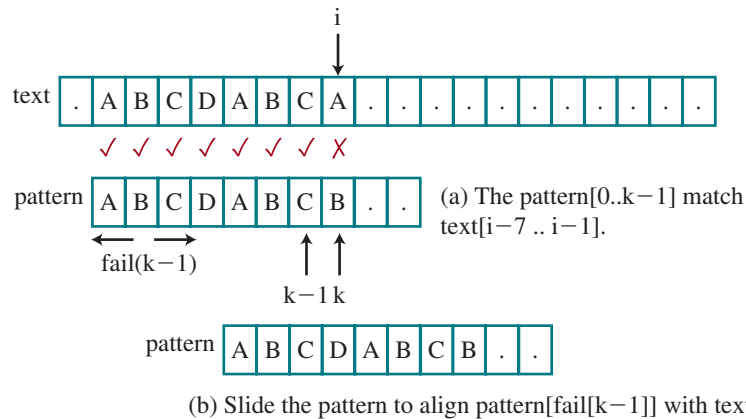 i
text . A B C D A B C A . . . . . . . . . . .
✓ ✓ ✓ ✓ ✓ ✓ ✓ ✗
pattern A B C D A B C B . .
(a) The pattern[0..k−1] match
text[i−7 .. i−1].
fail(k−1)
k−1 k
pattern A B C D A B C B . .
(b) Slide the pattern to align pattern[fail[k−1]] with tex